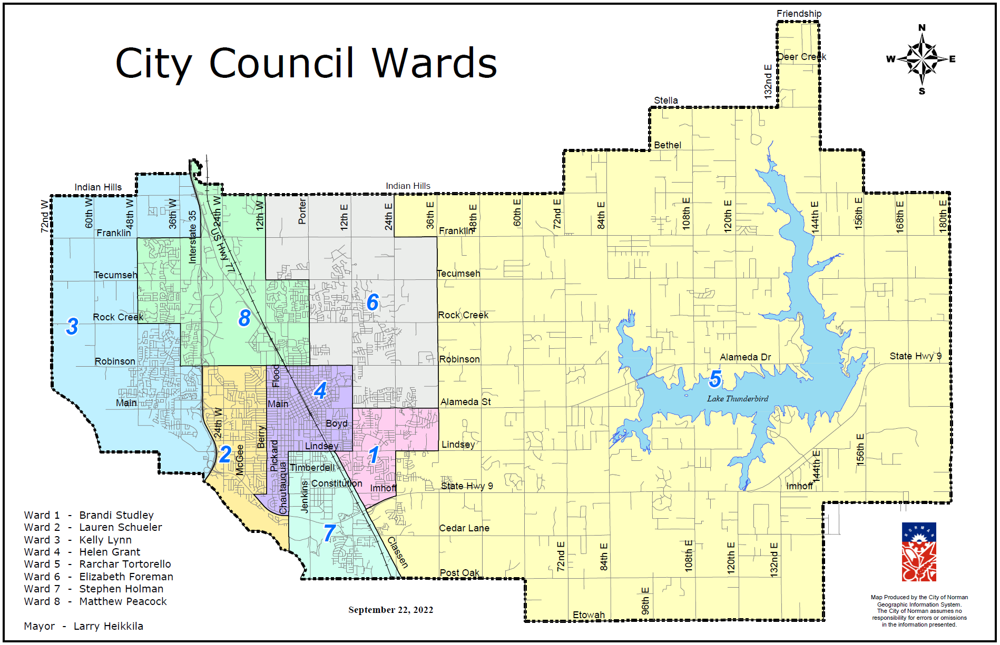 Friendship
City Council Wards
N
W E
S
Deer Creek
132nd E
Stella
Bethel
Indian Hills
Indian Hills
72nd W
60th W
48th W
36th W
Interstate 35
24th W
US Hwy 77
12th W
Porter
12th E
24th E
36th E
48th E
60th E
72nd E
84th E
108th E
120th E
144th E
156th E
168th E
180th E
Franklin
Franklin
Tecumseh
Tecumseh
Rock Creek
Rock Creek
3
8
6
Robinson
Robinson
Alameda Dr
State Hwy 9
Flood
4
5
Main
Main
Alameda St
Lake Thunderbird
24th W
Boyd
Berry
Lindsey
Lindsey
2
McGee
Pickard
1
156th E
144th E
Timberdell
Chautauqua
Jenkins
Constitution
Imhoff
State Hwy 9
Imhoff
7
Cedar Lane
Classen
72nd E
84th E
108th E
120th E
132nd E
Post Oak
96th E
Etowah
Ward 1 - Brandi Studley
Ward 2 - Lauren Schueler
Ward 3 - Kelly Lynn
Ward 4 - Helen Grant
Ward 5 - Rarchar Tortorello
Ward 6 - Elizabeth Foreman
Ward 7 - Stephen Holman
Ward 8 - Matthew Peacock
Mayor - Larry Heikkila
September 22, 2022
NORMAN
Map Produced by the City of Norman
Geographic Information System.
The City of Norman assumes no
responsibility for errors or omissions
in the information presented.